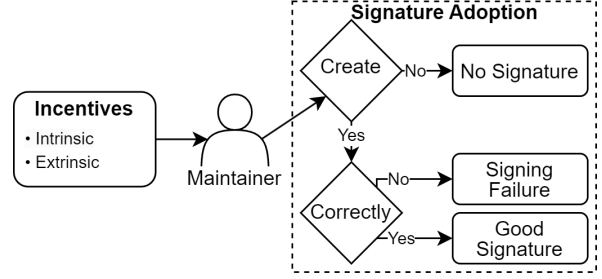 Signature Adoption
Incentives
• Intrinsic
• Extrinsic
Maintainer
Create
No
No Signature
Yes
Correctly
No
Signing
Failure
Yes
Good
Signature